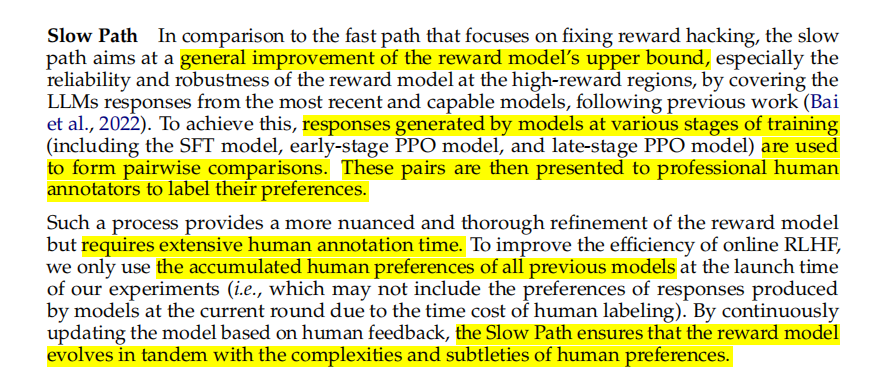 Slow Path In comparison to the fast path that focuses on fixing reward hacking, the slow
path aims at a general improvement of the reward model's upper bound, especially the
reliability and robustness of the reward model at the high-reward regions, by covering the
LLMs responses from the most recent and capable models, following previous work (Bai
et al., 2022). To achieve this, responses generated by models at various stages of training
(including the SFT model, early-stage PPO model, and late-stage PPO model) are used
to form pairwise comparisons. These pairs are then presented to professional human
annotators to label their preferences.
Such a process provides a more nuanced and thorough refinement of the reward model
but requires extensive human annotation time. To improve the efficiency of online RLHF,
we only use the accumulated human preferences of all previous models at the launch time
of our experiments (i.e., which may not include the preferences of responses produced
by models at the current round due to the time cost of human labeling). By continuously
updating the model based on human feedback, the Slow Path ensures that the reward model
evolves in tandem with the complexities and subtleties of human preferences.